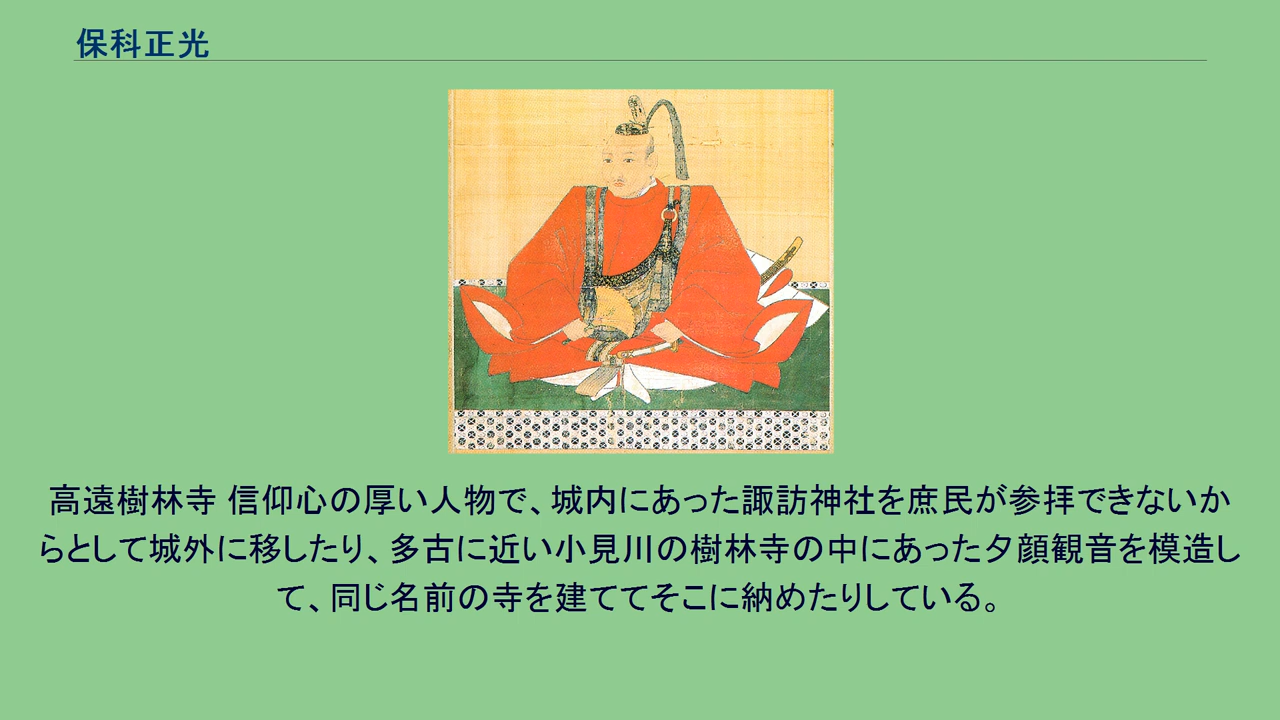 保科正光
高遠樹林寺 信仰心の厚い人物で、城内にあった諏訪神社を庶民が参拝できないか
らとして城外に移したり、多古に近い小見川の樹林寺の中にあった夕顔観音を模造し
て、同じ名前の寺を建ててそこに納めたりしている。